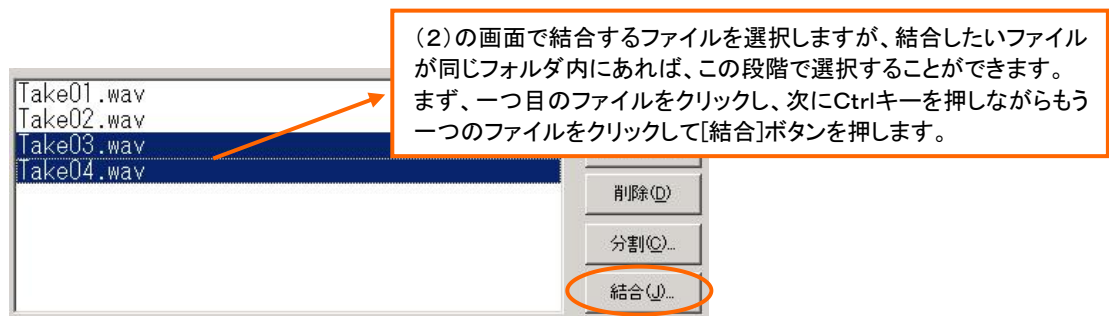 (2)の画面で結合するファイルを選択しますが、結合したいファイル
が同じフォルダ内にあれば、この段階で選択することができます。
まず、一つ目のファイルをクリックし、次にCtrlキーを押しながらもう
一つのファイルをクリックして[結合]ボタンを押します。
Take01.wav
Take02.wav
Take03.wav
Take04.wav
削除(D)
分割(C)...
結合(J)...